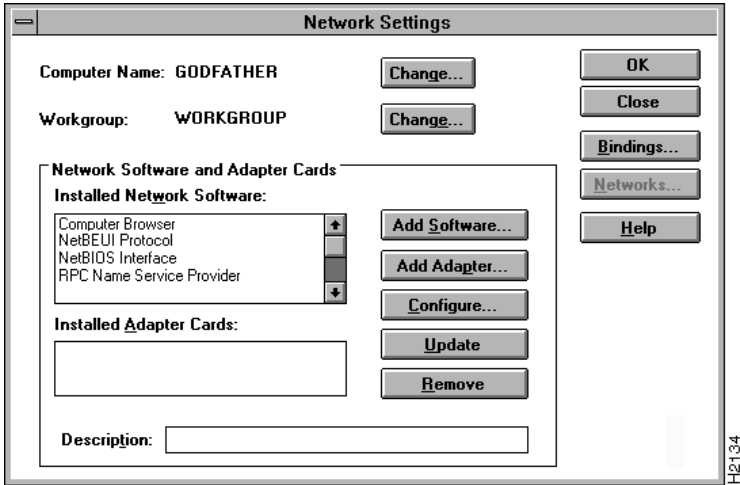 Network Settings
Computer Name: GODFATHER
Change...
Workgroup: WORKGROUP
Change...
OK
Close
Bindings...
Networks...
Help
Network Software and Adapter Cards
Installed Network Software:
Computer Browser
NetBEUI Protocol
NetBIOS Interface
RPC Name Service Provider
Add Software...
Add Adapter...
Configure...
Update
Remove
Installed Adapter Cards:
Description:
H2134